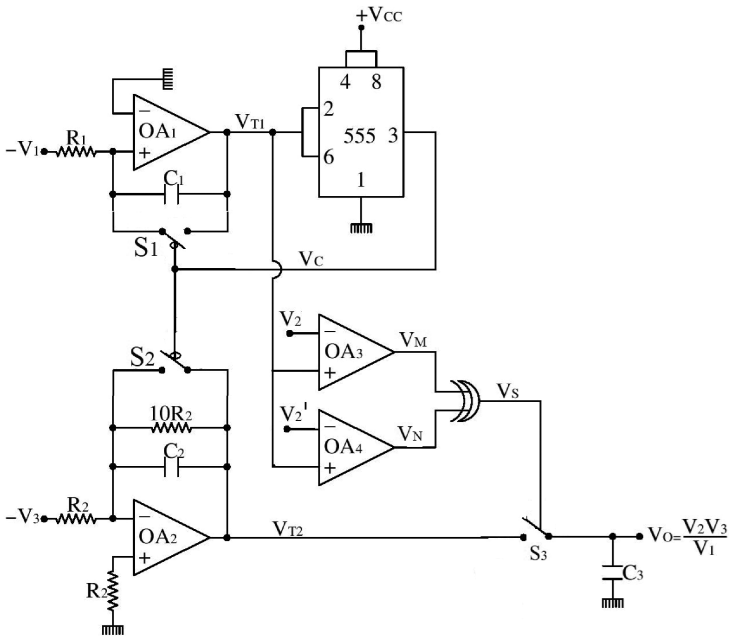 +VCC
4 8
2
VT1
−
OA1
+
R1
−V1
555
3
6
1
C1
S1
VC
V2
−
OA3
+
VM
S2
VS
V2'
−
OA4
+
VN
10R2
C2
R2
−V3
−
OA2
+
VT2
S3
VO= V2V3
V1
R2
C3